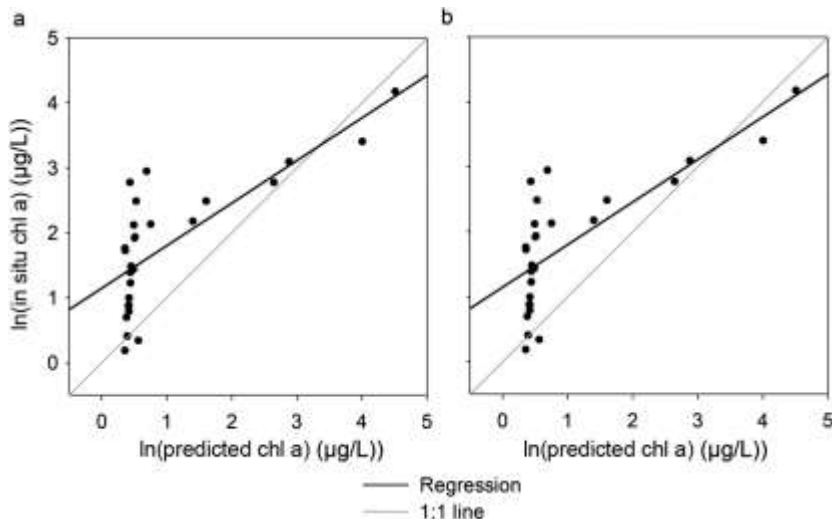 a
b
5
4
3
2
1
0
ln(in situ chl a) (µg/L))
0 1 2 3 4 5
0 1 2 3 4 5
ln(predicted chl a) (µg/L))
ln(predicted chl a) (µg/L))
Regression
1:1 line